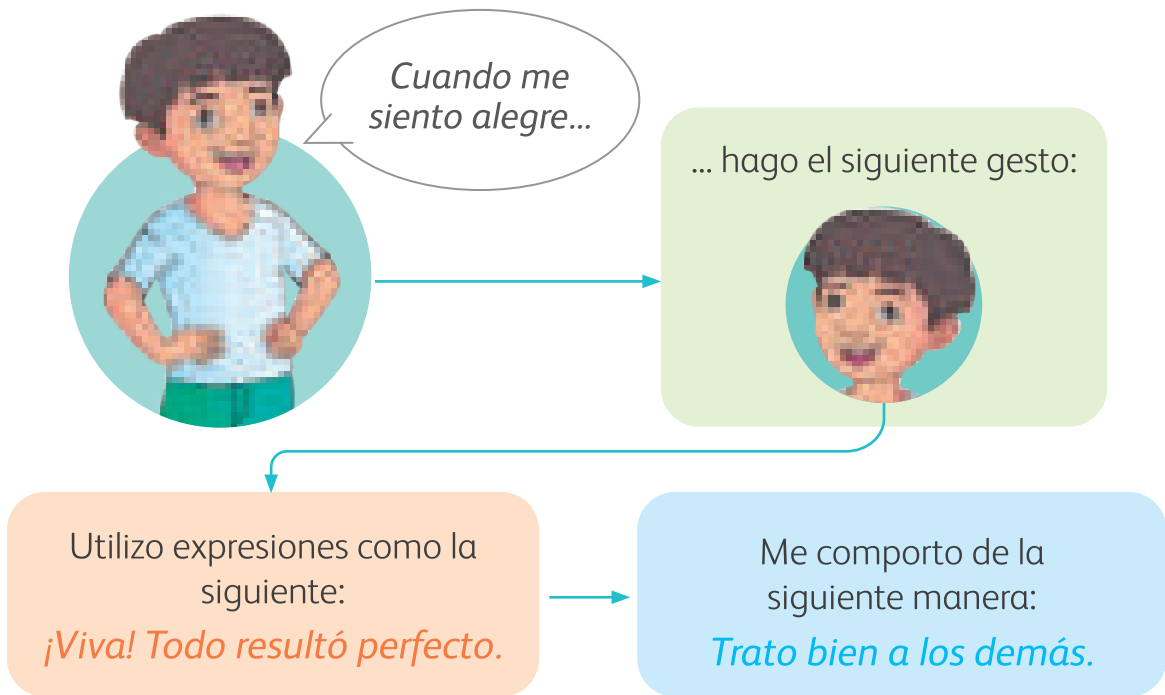 Cuando me
siento alegre...
... hago el siguiente gesto:
Utilizo expresiones como la
siguiente:
¡Viva! Todo resultó perfecto.
Me comporto de la
siguiente manera:
Trato bien a los demás.